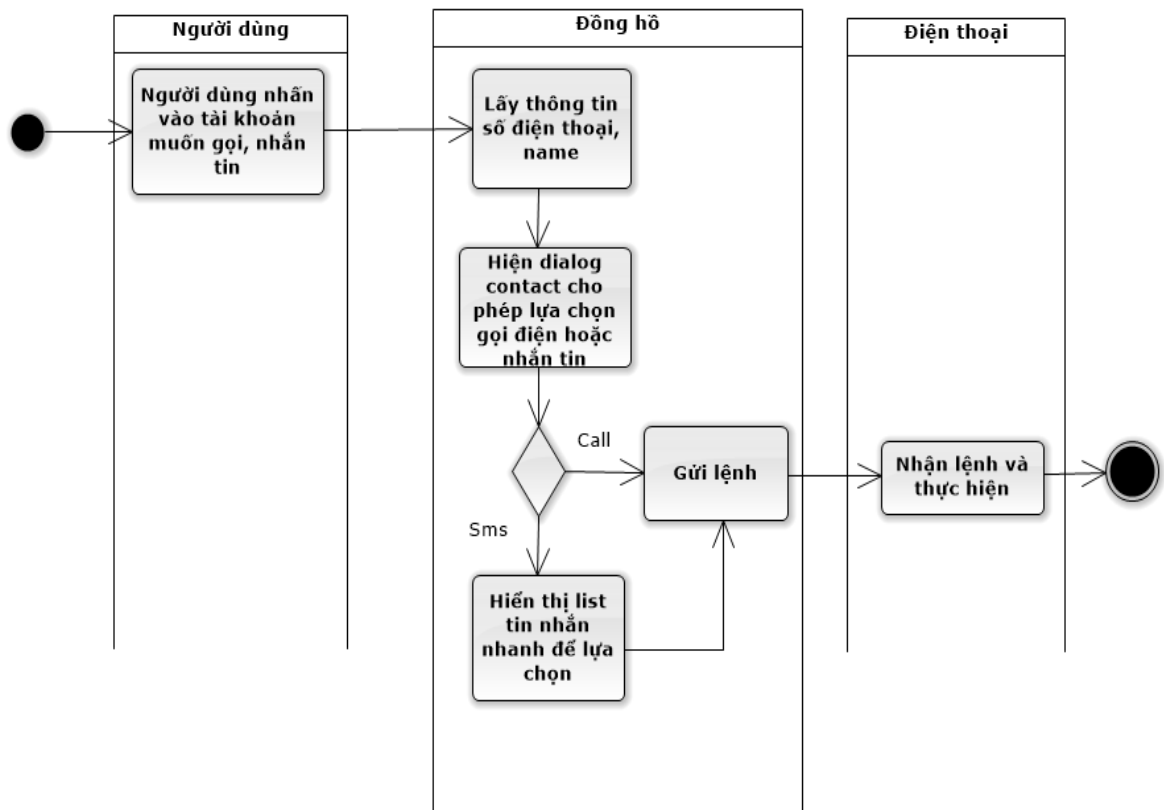 Người dùng
Đồng hồ
Điện thoại
Người dùng nhấn
vào tài khoản
muốn gọi, nhắn
tin
Lấy thông tin
số điện thoại,
name
Hiện dialog
contact cho
phép lựa chọn
gọi điện hoặc
nhắn tin
Call
Gửi lệnh
Nhận lệnh và
thực hiện
Sms
Hiển thị list
tin nhắn
nhanh để lựa
chọn